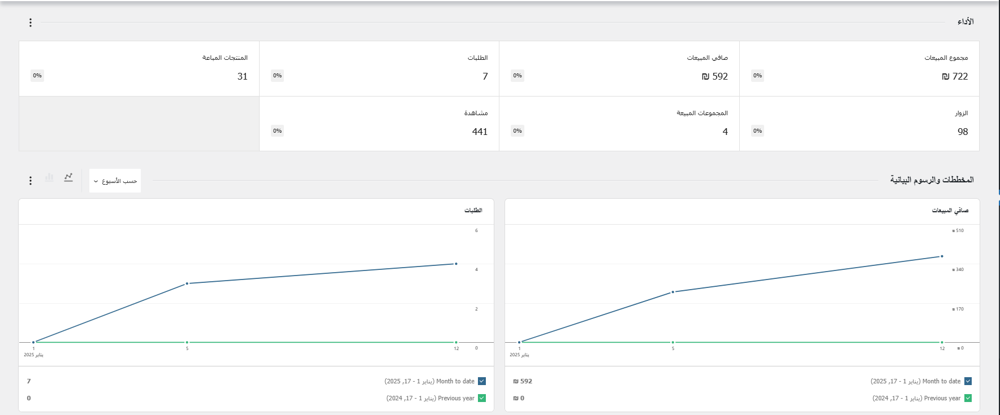 الأداء
مجموع المبيعات
722 ₪
0%
صافي المبيعات
592 ₪
0%
الطلبات
7
0%
المنتجات المباعة
31
0%
الزوار
98
0%
المجموعات المبيعة
4
0%
مشاهدة
441
0%
المخططات والرسوم البيانية
حسب الأسبوع
صافي المبيعات
510 ₪
340 ₪
170 ₪
0 ₪
1
5
12
يناير 2025
Month to date (يناير 1 - 17, 2025)
592 ₪
Previous year (يناير 1 - 17, 2024)
0 ₪
الطلبات
6
4
2
0
1
5
12
يناير 2025
Month to date (يناير 1 - 17, 2025)
7
Previous year (يناير 1 - 17, 2024)
0